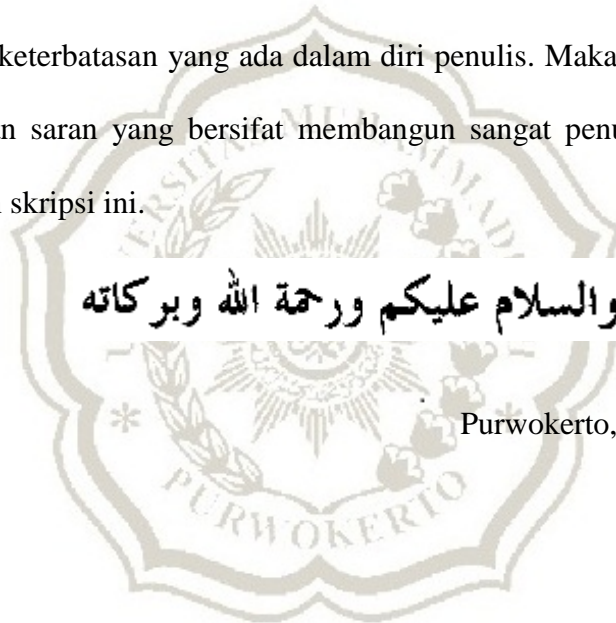 keterbatasan yang ada dalam diri penulis. Maka
saran yang bersifat membangun sangat
skripsi ini.
والسلام عليكم ورحمة الله وبركاته
Purwokerto,
PURWOKERTO